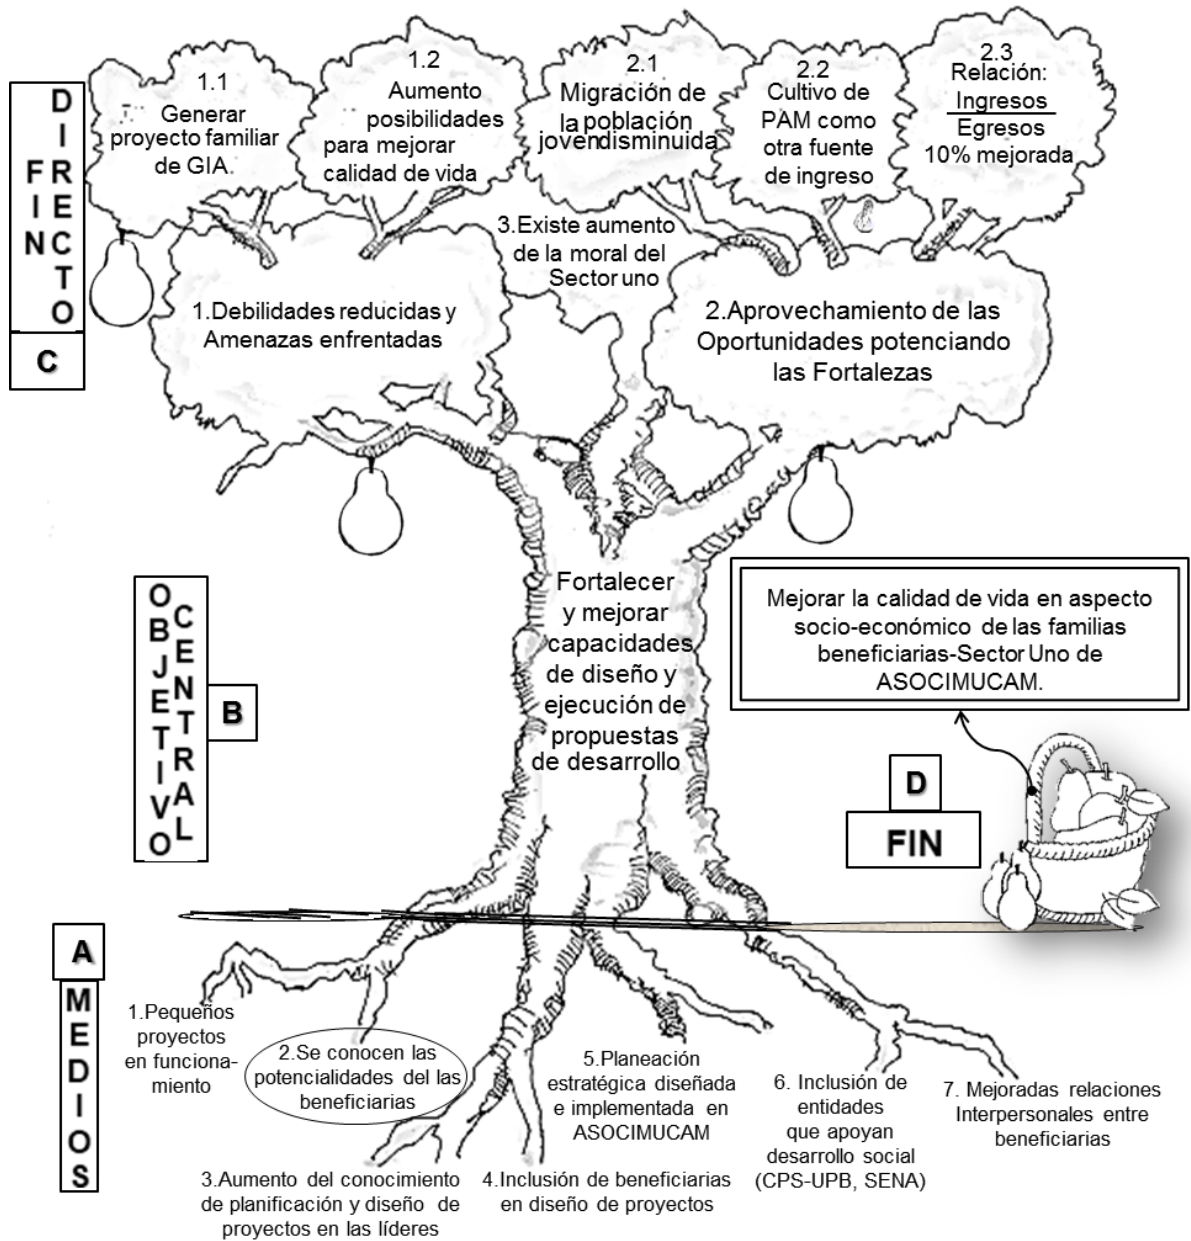 1.1
Generar
proyecto familiar
de GIA.
1.2
Aumento
posibilidades
para mejorar
calidad de vida
2.1
Migración de
la población
joven disminuida
2.2
Cultivo de
PAM como
otra fuente
de ingreso
2.3
Relación:
Ingresos
Egresos
10% mejorada
FIN
DIRECTO
C
3.Existe aumento
de la moral del
Sector uno
1.Debilidades reducidas y
Amenazas enfrentadas
2.Aprovechamiento de las
Oportunidades potenciando
las Fortalezas
OBJETIVO
CENTRAL
B
Fortalecer
y mejorar
capacidades
de diseño y
ejecución de
propuestas
de desarrollo
Mejorar la calidad de vida en aspecto
socio-económico de las familias
beneficiarias-Sector Uno de
ASOCIMUCAM.
D
FIN
A
MEDIOS
1.Pequeños
proyectos
en funciona-
miento
2.Se conocen las
potencialidades del las
beneficiarias
3.Aumento del conocimiento
de planificación y diseño de
proyectos en las líderes
4.Inclusión de beneficiarias
en diseño de proyectos
5.Planeación
estratégica diseñada
e implementada en
ASOCIMUCAM
6. Inclusión de
entidades
que apoyan
desarrollo social
(CPS-UPB, SENA)
7. Mejoradas relaciones
Interpersonales entre
beneficiarias